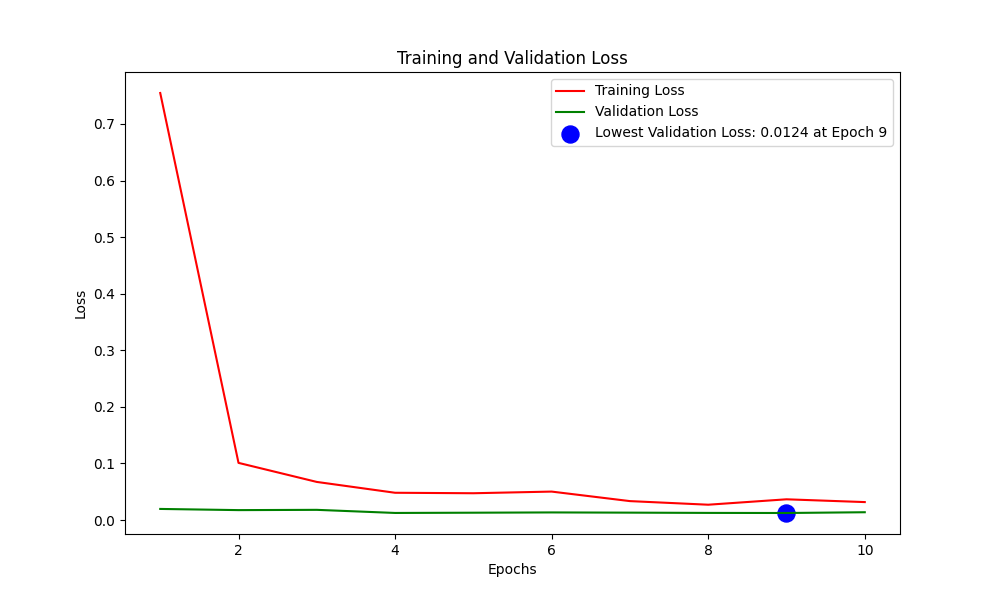 Training and Validation Loss
Training Loss
Validation Loss
Lowest Validation Loss: 0.0124 at Epoch 9
Loss
0.7
0.6
0.5
0.4
0.3
0.2
0.1
0.0
2
4
6
8
10
Epochs